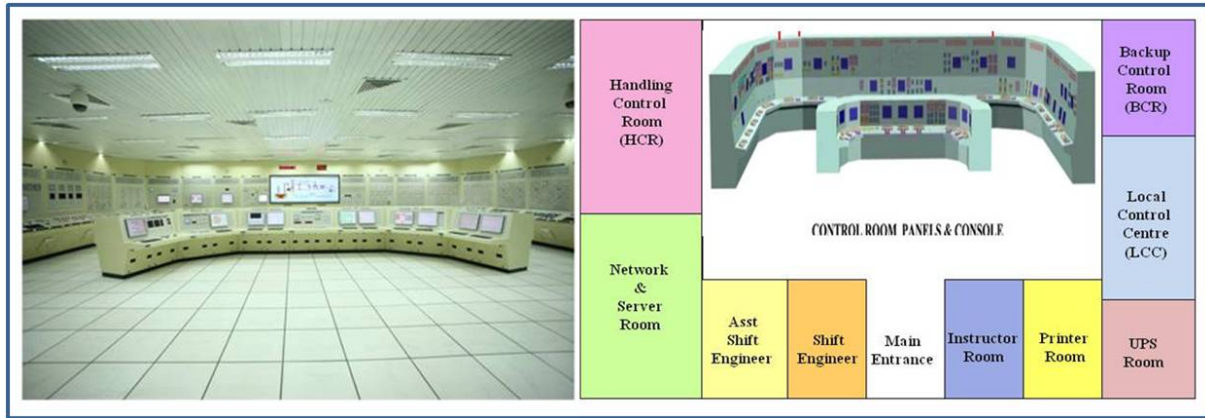 Handling
Control
Room
(HCR)
Backup
Control
Room
(BCR)
Local
Control
Centre
(LCC)
CONTROL ROOM PANELS & CONSOLE
Network
&
Server
Room
Asst
Shift
Engineer
Shift
Engineer
Main
Entrance
Instructor
Room
Printer
Room
UPS
Room